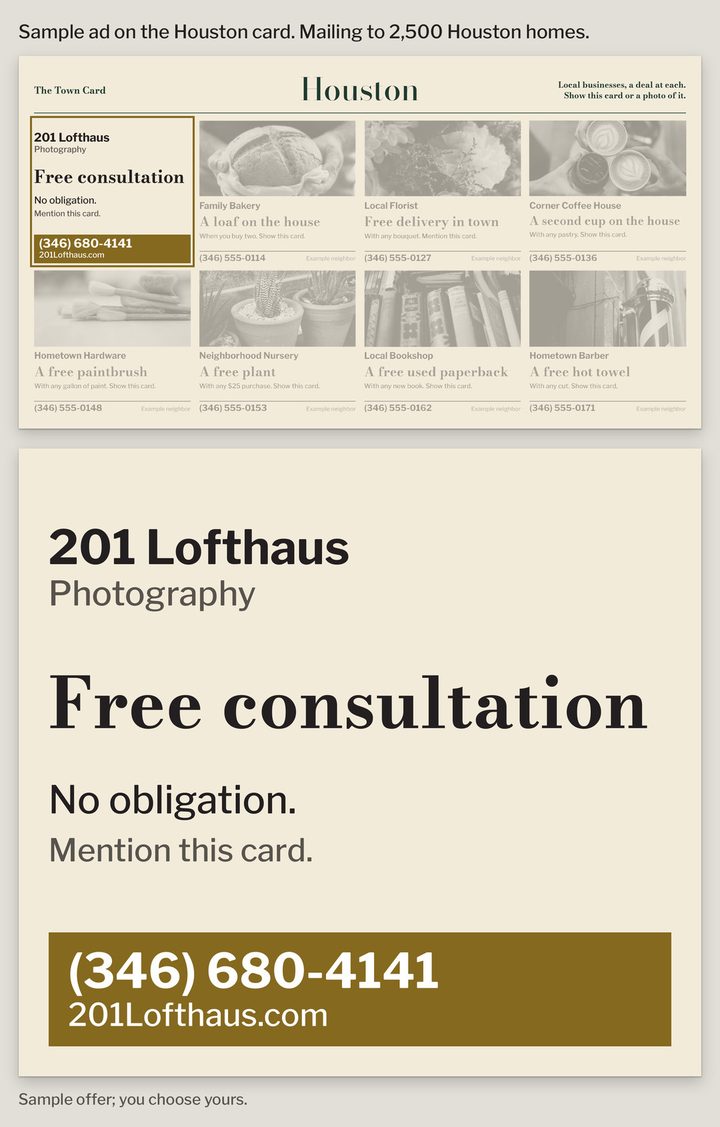 Sample ad on the Houston card. Mailing to 2,500 Houston homes.
The Town Card
Houston
Local businesses, a deal at each.
Show this card or a photo of it.
201 Lofthaus
Photography
Free consultation
No obligation.
Mention this card.
(346) 680-4141
201Lofthaus.com
Family Bakery
A loaf on the house
When you buy two. Show this card.
(346) 555-0114
Example neighbor
Local Florist
Free delivery in town
With any bouquet. Mention this card.
(346) 555-0127
Example neighbor
Corner Coffee House
A second cup on the house
With any pastry. Show this card.
(346) 555-0136
Example neighbor
Hometown Hardware
A free paintbrush
With any gallon of paint. Show this card.
(346) 555-0148
Example neighbor
Neighborhood Nursery
A free plant
With any $25 purchase. Show this card.
(346) 555-0153
Example neighbor
Local Bookshop
A free used paperback
With any new book. Show this card.
(346) 555-0162
Example neighbor
Hometown Barber
A free hot towel
With any cut. Show this card.
(346) 555-0171
Example neighbor
201 Lofthaus
Photography
Free consultation
No obligation.
Mention this card.
(346) 680-4141
201Lofthaus.com
Sample offer; you choose yours.